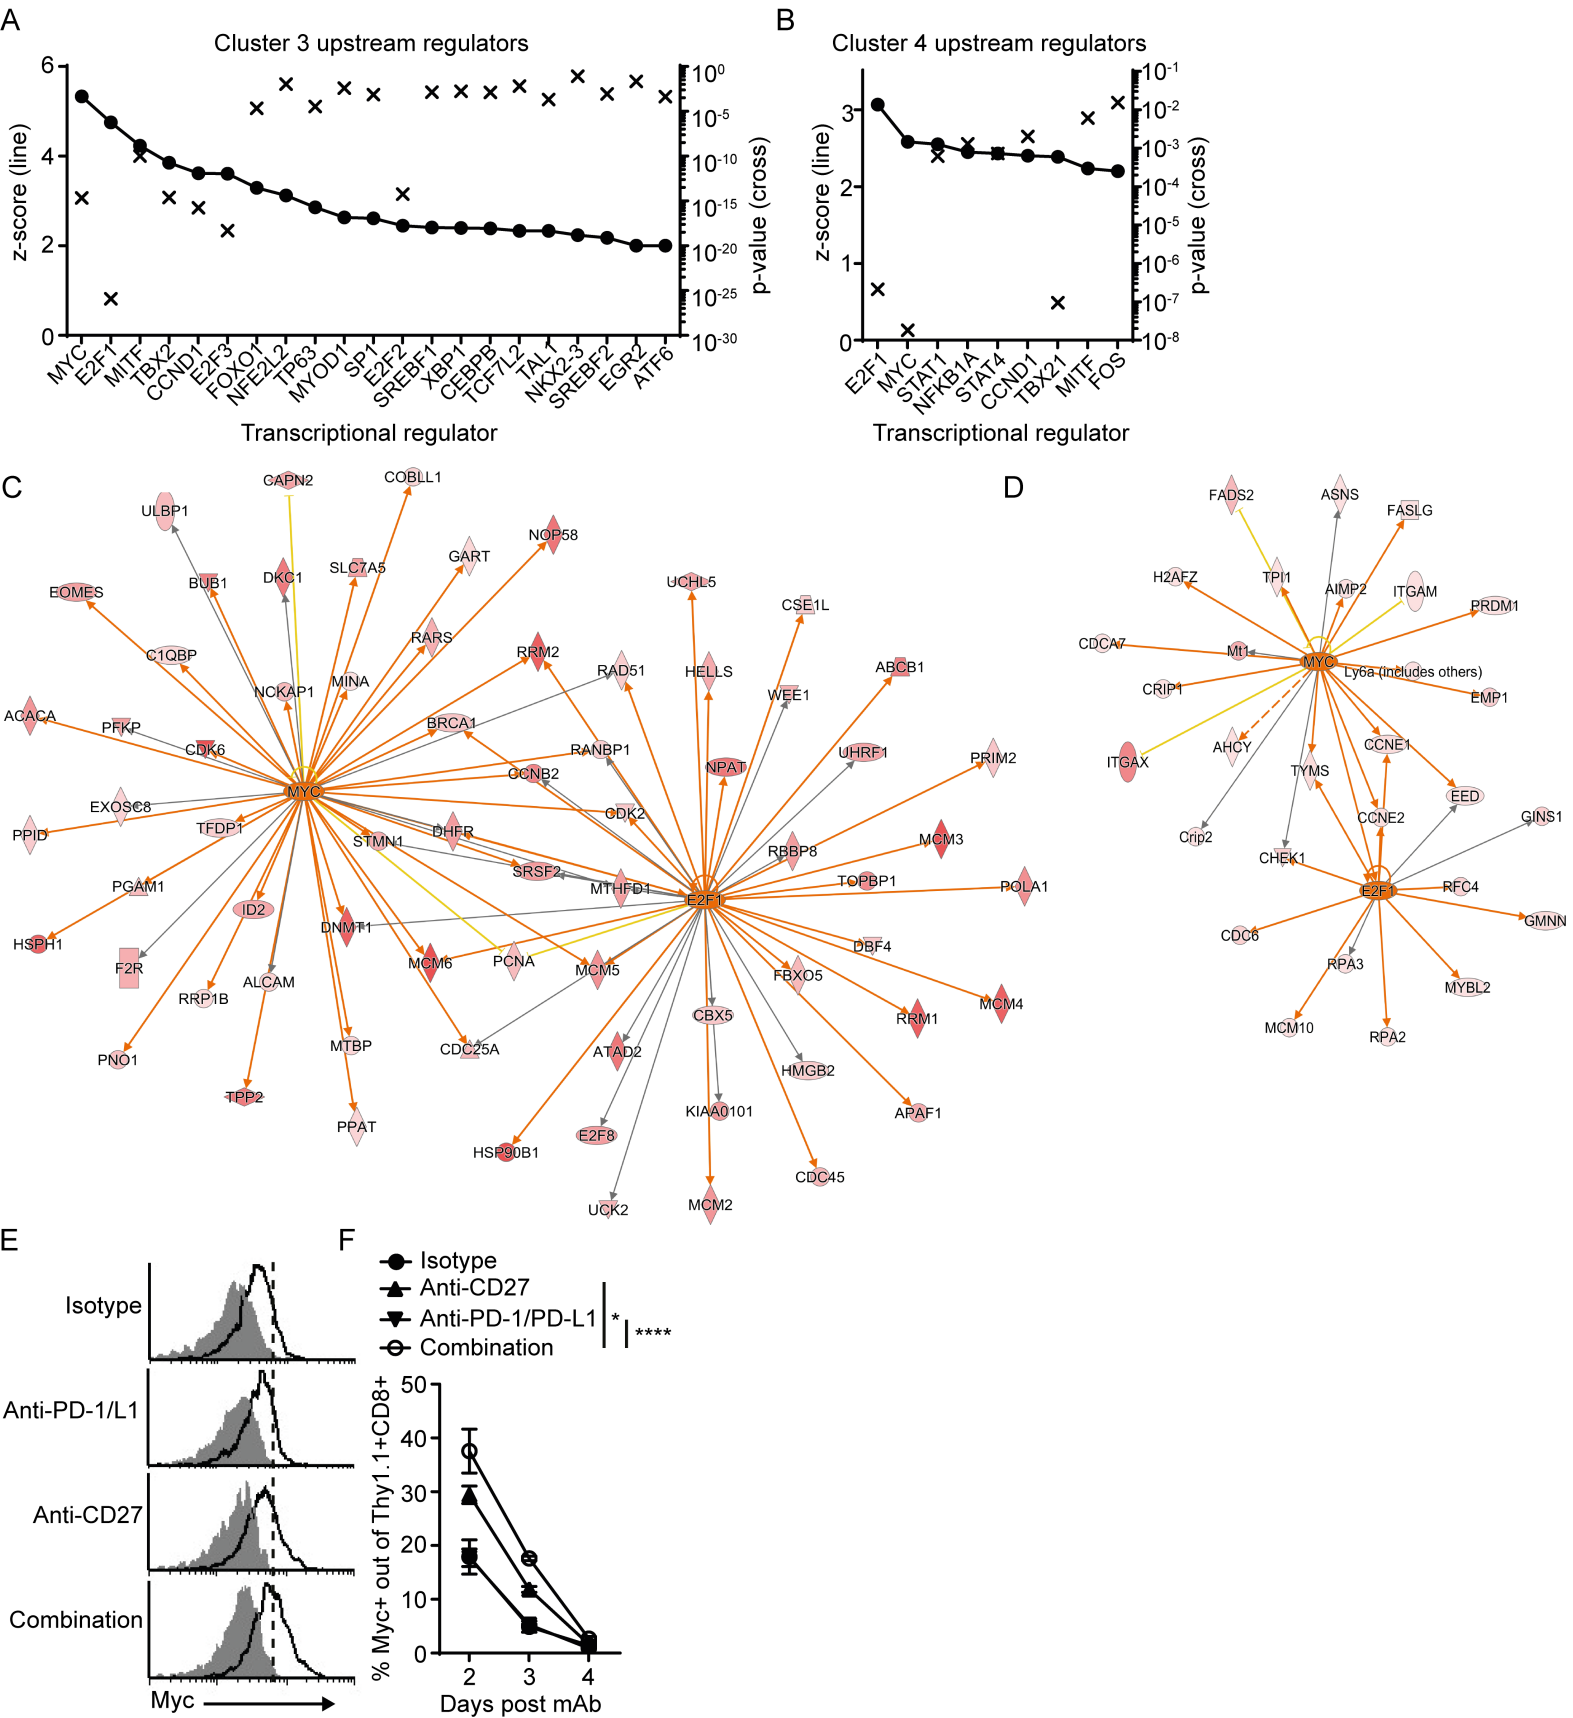 A
Cluster 3 upstream regulators
6
4
2
0
z-score (line)
10^0
10^-5
10^-10
10^-15
10^-20
10^-25
10^-30
p-value (cross)
MYC
E2F1
MITF
TBX2
CCND1
E2F3
FOXO1
NFE2L2
TP63
MYOD1
SP1
E2F2
SREBF1
XBP1
CEBPB
TCF7L2
TAL1
NKX2-3
SREBF2
EGR2
ATF6
Transcriptional regulator
B
Cluster 4 upstream regulators
3
2
1
0
z-score (line)
10^-1
10^-2
10^-3
10^-4
10^-5
10^-6
10^-7
10^-8
p-value (cross)
E2F1
MYC
STAT1
NFKB1A
STAT4
CCND1
TBX21
MITF
FOS
Transcriptional regulator
C
CAPN2
COBLL1
ULBP1
NOP58
GART
SLC7A5
DKC1
BUB1
EOMES
UCHL5
CSE1L
RARS
C1QBP
RRM2
RAD51
HELLS
ABCB1
MINA
NCKAP1
WEE1
ACACA
PFKP
BRCA1
CDK6
RANBP1
UHRF1
PRIM2
CCNB2
NPAT
MYC
EXOSC8
CDK2
PPID
TFDP1
DHFR
STMN1
RBBP8
MCM3
SRSF2
PGAM1
MTHFD1
TOPBP1
POLA1
E2F1
ID2
DNMT1
HSPH1
DBF4
F2R
MCM6
PCNA
MCM5
FBXO5
ALCAM
RRP1B
MCM4
CBX5
RRM1
PNO1
MTBP
CDC25A
ATAD2
HMGB2
TPP2
KIAA0101
APAF1
PPAT
E2F8
HSP90B1
CDC45
UCK2
MCM2
D
FADS2
ASNS
FASLG
H2AFZ
TPI1
AIMP2
ITGAM
PRDM1
CDCA7
Mt1
MYC
Ly6a (includes others)
CRIP1
EMP1
AHCY
CCNE1
ITGAX
TYMS
EED
Crip2
CCNE2
GINS1
CHEK1
E2F1
RFC4
GMNN
CDC6
RPA3
MYBL2
MCM10
RPA2
E
Isotype
Anti-PD-1/L1
Anti-CD27
Combination
Myc
F
Isotype
Anti-CD27
Anti-PD-1/PD-L1
Combination
*
****
% Myc+ out of Thy1.1+CD8+
50
40
30
20
10
0
2
3
4
Days post mAb